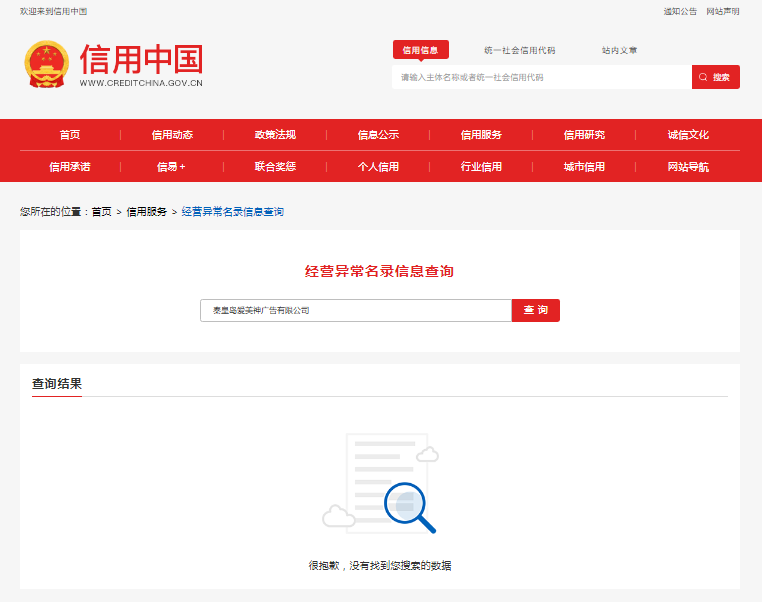 欢迎来到信用中国
通知公告 网站声明
信用中国
WWW.CREDITCHINA.GOV.CN
信用信息 统一社会信用代码 站内文章
请输入主体名称或者统一社会信用代码 搜索
首页 信用动态 政策法规 信息公示 信用服务 信用研究 诚信文化
信用承诺 信易+ 联合奖惩 个人信用 行业信用 城市信用 网站导航
您所在的位置：首页 > 信用服务 > 经营异常名录信息查询
经营异常名录信息查询
秦皇岛爱美神广告有限公司 查 询
查询结果
很抱歉，没有找到您搜索的数据